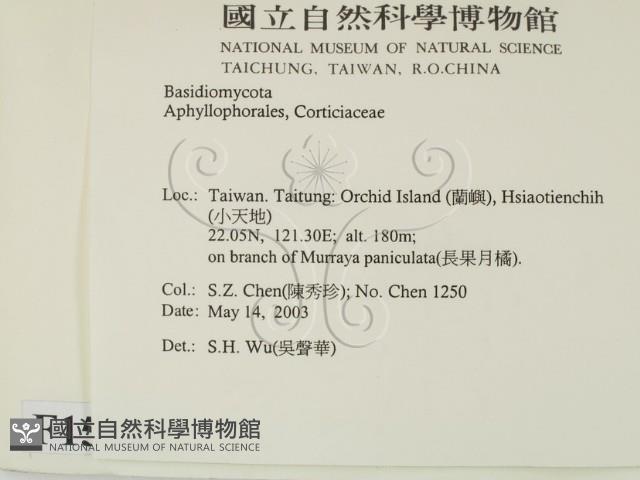 國立自然科學博物館
NATIONAL MUSEUM OF NATURAL SCIENCE
TAICHUNG, TAIWAN, R.O.CHINA
Basidiomycota
Aphyllophorales, Corticiaceae
Loc.: Taiwan. Taitung: Orchid Island (蘭嶼), Hsiaotienchih
(小天地)
22.05N, 121.30E; alt. 180m;
on branch of Murraya paniculata(長果月橘).
Col.: S.Z. Chen(陳秀珍); No. Chen 1250
Date: May 14, 2003
Det.: S.H. Wu(吳聲華)
國立自然科學博物館
NATIONAL MUSEUM OF NATURAL SCIENCE